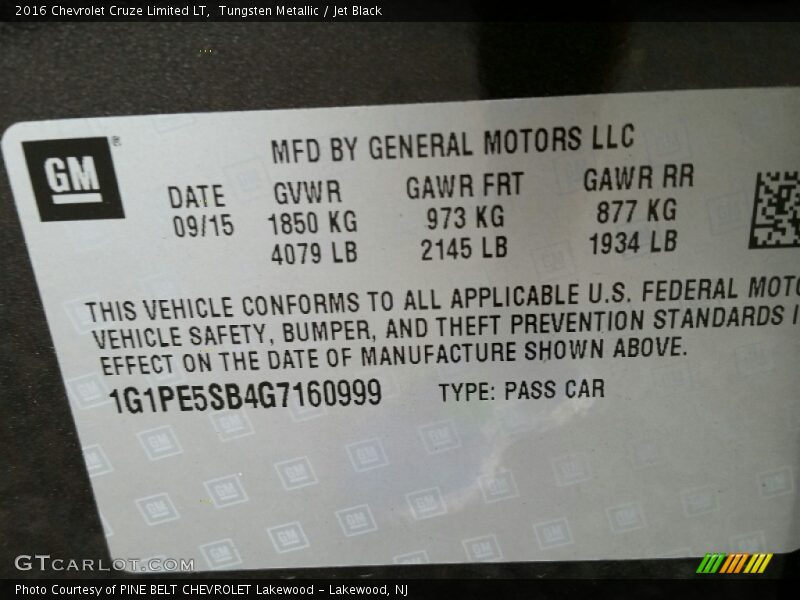 2016 Chevrolet Cruze Limited LT, Tungsten Metallic / Jet Black
GM
®
MFD BY GENERAL MOTORS LLC
DATE GVWR GAWR FRT GAWR RR
09/15 1850 KG 973 KG 877 KG
4079 LB 2145 LB 1934 LB
THIS VEHICLE CONFORMS TO ALL APPLICABLE U.S. FEDERAL MOTO
VEHICLE SAFETY, BUMPER, AND THEFT PREVENTION STANDARDS I
EFFECT ON THE DATE OF MANUFACTURE SHOWN ABOVE.
1G1PE5SB4G7160999 TYPE: PASS CAR
GTCARLOT.COM
Photo Courtesy of PINE BELT CHEVROLET Lakewood - Lakewood, NJ